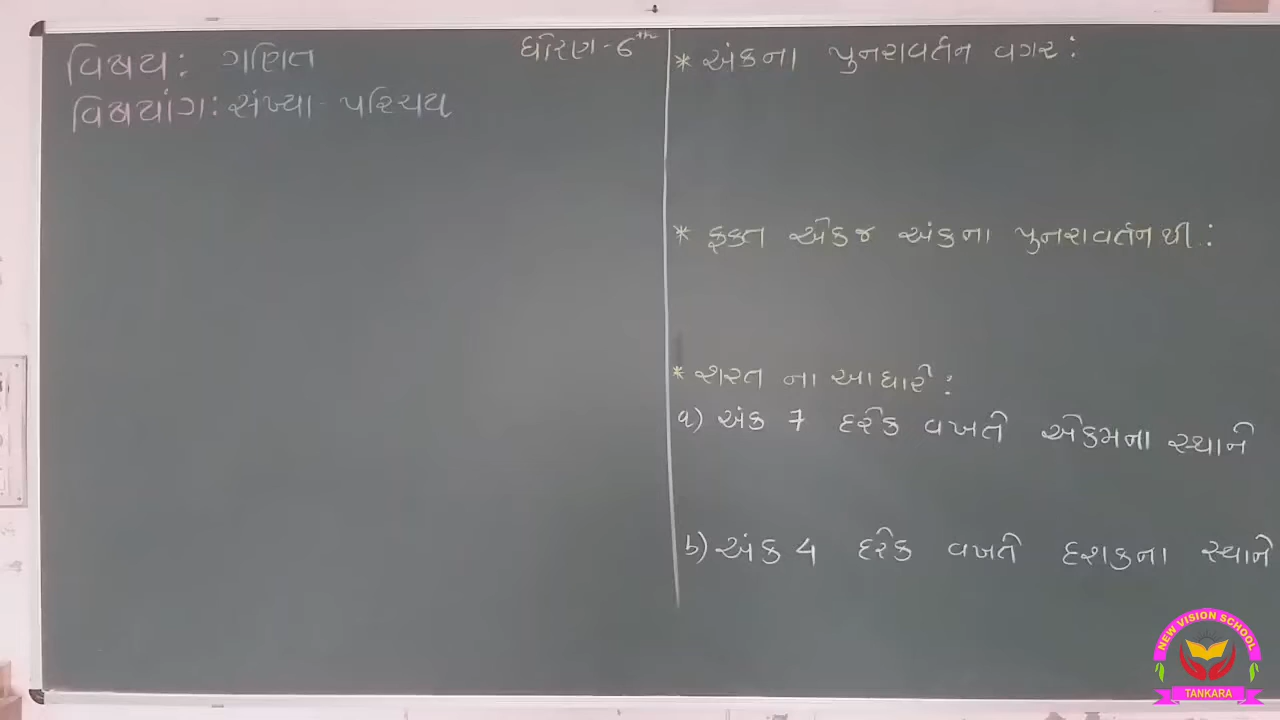 વિષય: ગણિત
ધોરણ-6th
વિષયાંગ: સંખ્યા - પરિચય
* અંકના પુનરાવર્તન વગર:
* ફક્ત એકજ અંકના પુનરાવર્તનથી:
* શરત ના આધારે:
a) અંક 7 દરેક વખતે એકમના સ્થાને
b) અંક 4 દરેક વખતે દશકના સ્થાને
NEW VISION SCHOOL
TANKARA